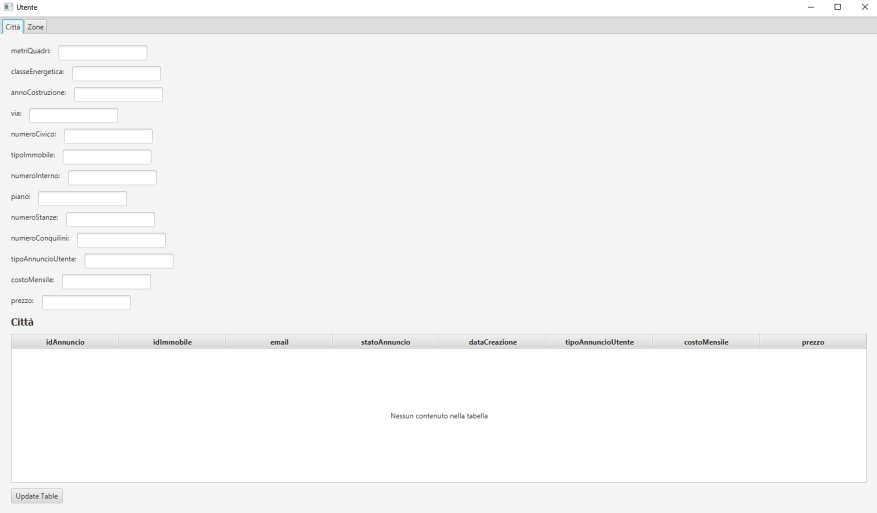 Utente
Città Zone
metriQuadri:
classeEnergetica:
annoCostruzione:
via:
numeroCivico:
tipoImmobile:
numeroInterno:
piano:
numeroStanze:
numeroConquilini:
tipoAnnuncioUtente:
costoMensile:
prezzo:
Città
idAnnuncio idImmobile email statoAnnuncio dataCreazione tipoAnnuncioUtente costoMensile prezzo
Nessun contenuto nella tabella
Update Table